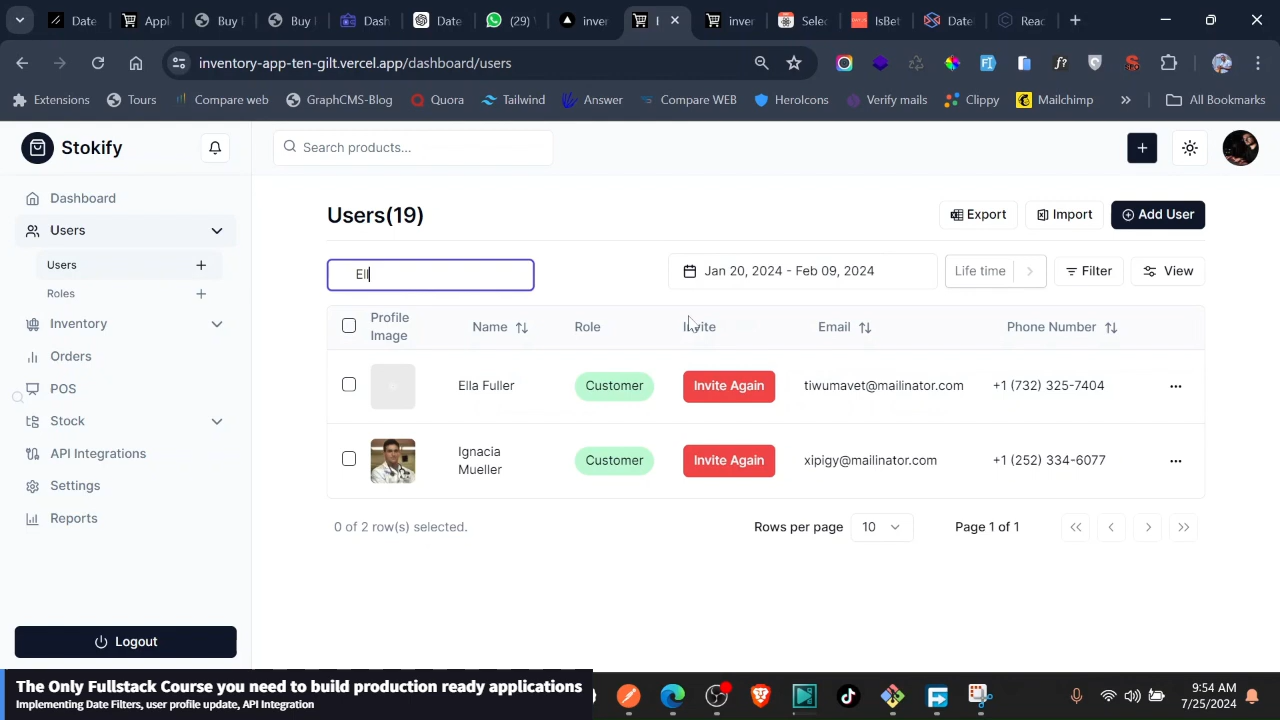 Date
Appl
Buy I
Buy I
Dash
Date
(29)
inver
inver
Selec
IsBet
Date
Reac
inventory-app-ten-gilt.vercel.app/dashboard/users
Extensions
Tours
Compare web
GraphCMS-Blog
Quora
Tailwind
Answer
Compare WEB
HeroIcons
Verify mails
Clippy
Mailchimp
All Bookmarks
Stokify
Search products...
Dashboard
Users
Users
Roles
Inventory
Orders
POS
Stock
API Integrations
Settings
Reports
Logout
Users(19)
Export
Import
Add User
Ell
Jan 20, 2024 - Feb 09, 2024
Life time
Filter
View
Profile
Image
Name
Role
Invite
Email
Phone Number
Ella Fuller
Customer
Invite Again
tiwumavet@mailinator.com
+1 (732) 325-7404
Ignacia
Mueller
Customer
Invite Again
xipigy@mailinator.com
+1 (252) 334-6077
0 of 2 row(s) selected.
Rows per page
10
Page 1 of 1
The Only Fullstack Course you need to build production ready applications
Implementing Date Filters, user profile update, API Integration
9:54 AM
7/25/2024